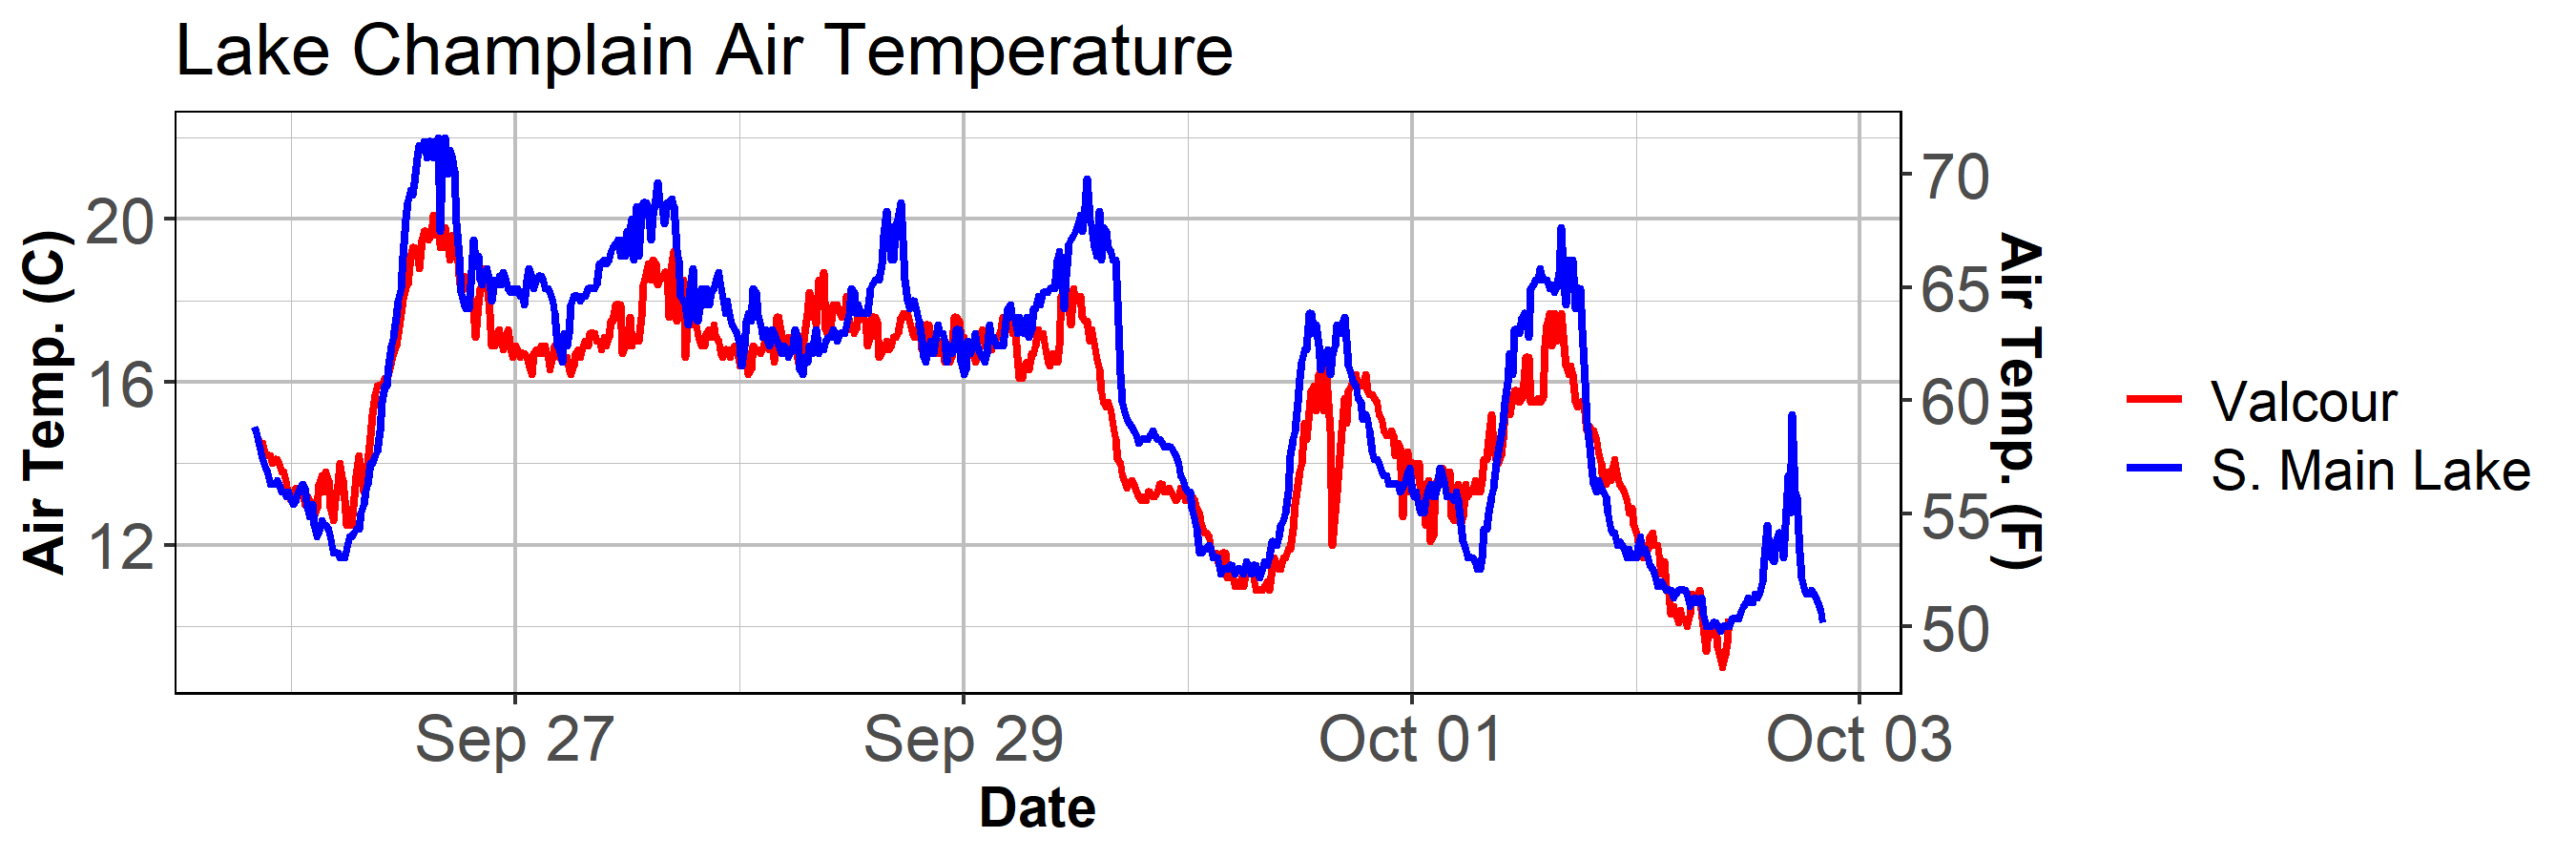 Lake Champlain Air Temperature
Air Temp. (C)
20
16
12
70
65
60
55
50
Air Temp. (F)
Sep 27
Sep 29
Oct 01
Oct 03
Date
Valcour
S. Main Lake